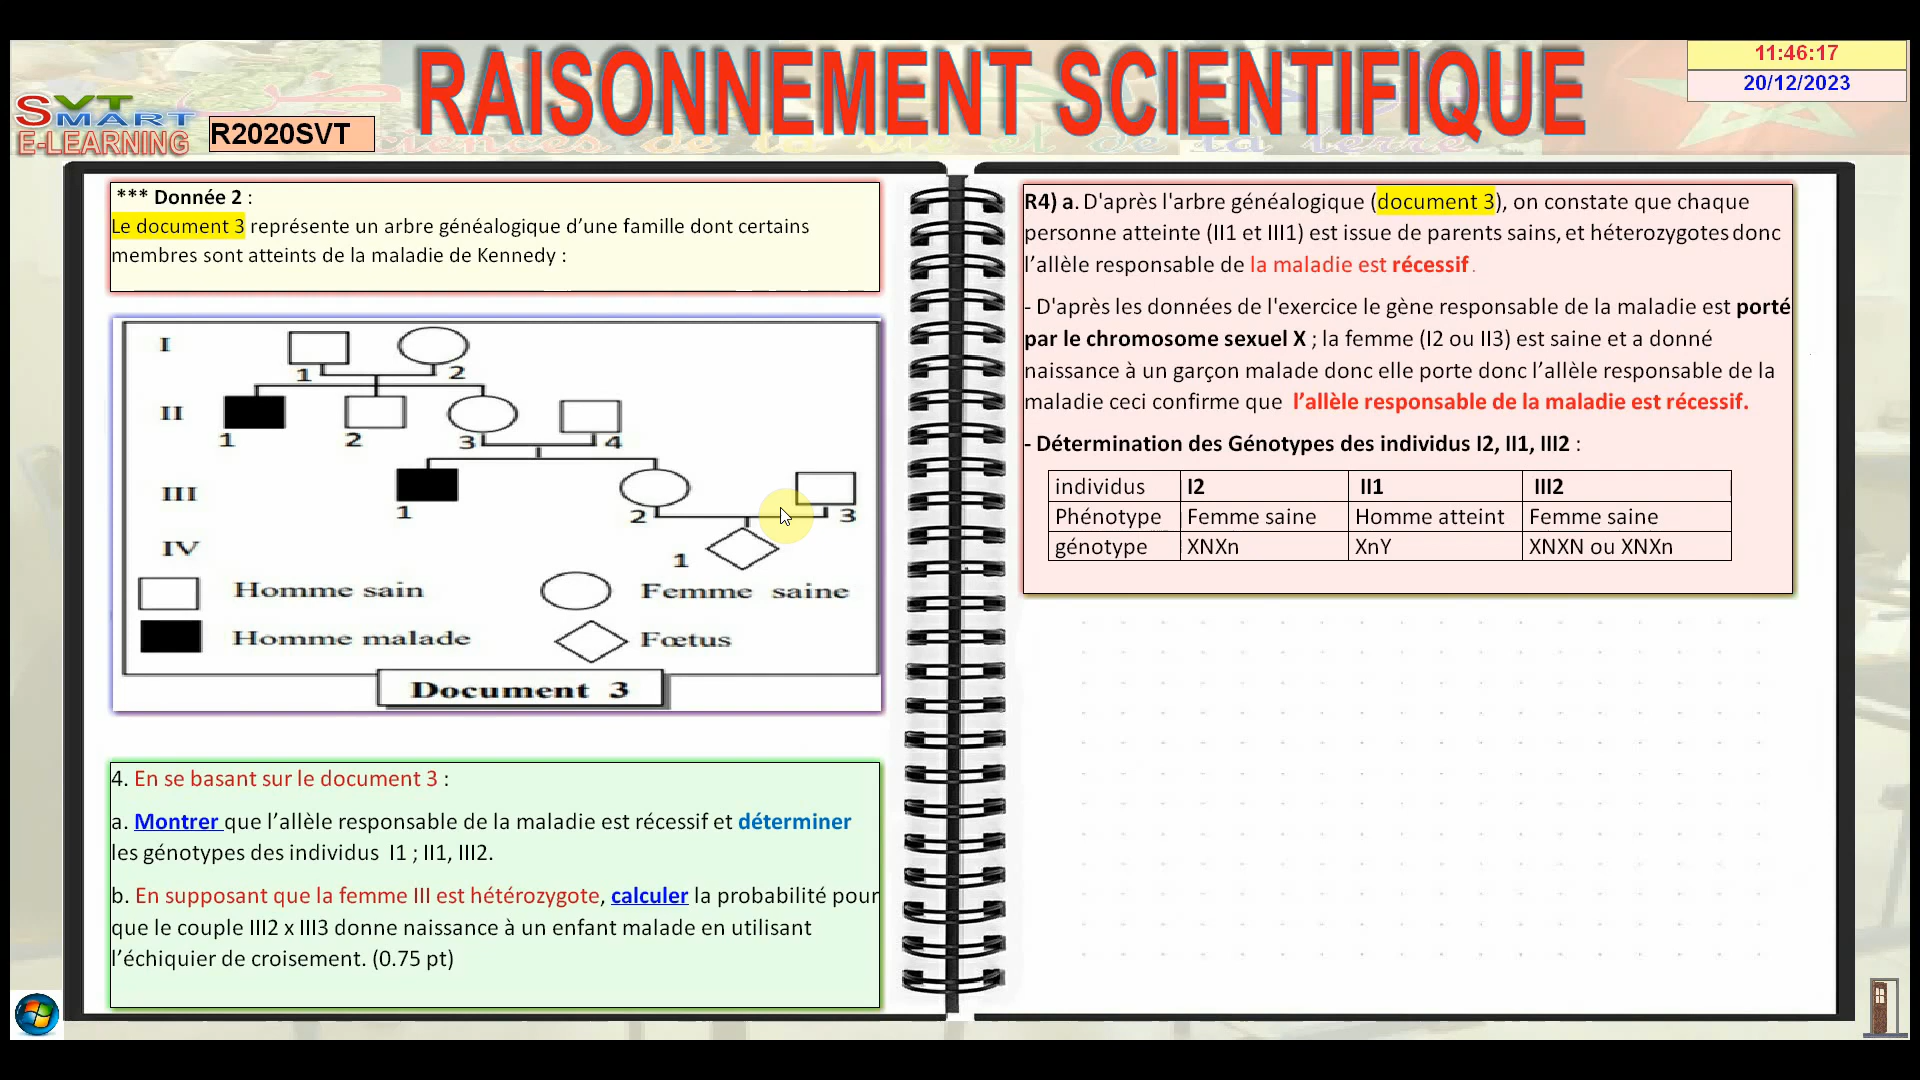 RAISONNEMENT SCIENTIFIQUE
11:46:17
20/12/2023
SVT
SMART
E-LEARNING
R2020SVT
*** Donnée 2 :
Le document 3 représente un arbre généalogique d’une famille dont certains
membres sont atteints de la maladie de Kennedy :
I
1
2
II
1
2
3
4
III
1
2
3
IV
1
Homme sain
Femme saine
Homme malade
Fœtus
Document 3
4. En se basant sur le document 3 :
a. Montrer que l’allèle responsable de la maladie est récessif et déterminer
les génotypes des individus I1 ; II1, III2.
b. En supposant que la femme III est hétérozygote, calculer la probabilité pour
que le couple III2 x III3 donne naissance à un enfant malade en utilisant
l’échiquier de croisement. (0.75 pt)
R4) a. D'après l'arbre généalogique (document 3), on constate que chaque
personne atteinte (II1 et III1) est issue de parents sains, et hétérozygotes donc
l’allèle responsable de la maladie est récessif.
- D'après les données de l'exercice le gène responsable de la maladie est porté
par le chromosome sexuel X ; la femme (I2 ou II3) est saine et a donné
naissance à un garçon malade donc elle porte donc l’allèle responsable de la
maladie ceci confirme que l’allèle responsable de la maladie est récessif.
- Détermination des Génotypes des individus I2, II1, III2 :
individus I2 II1 III2
Phénotype Femme saine Homme atteint Femme saine
génotype XNXn XnY XNXN ou XNXn